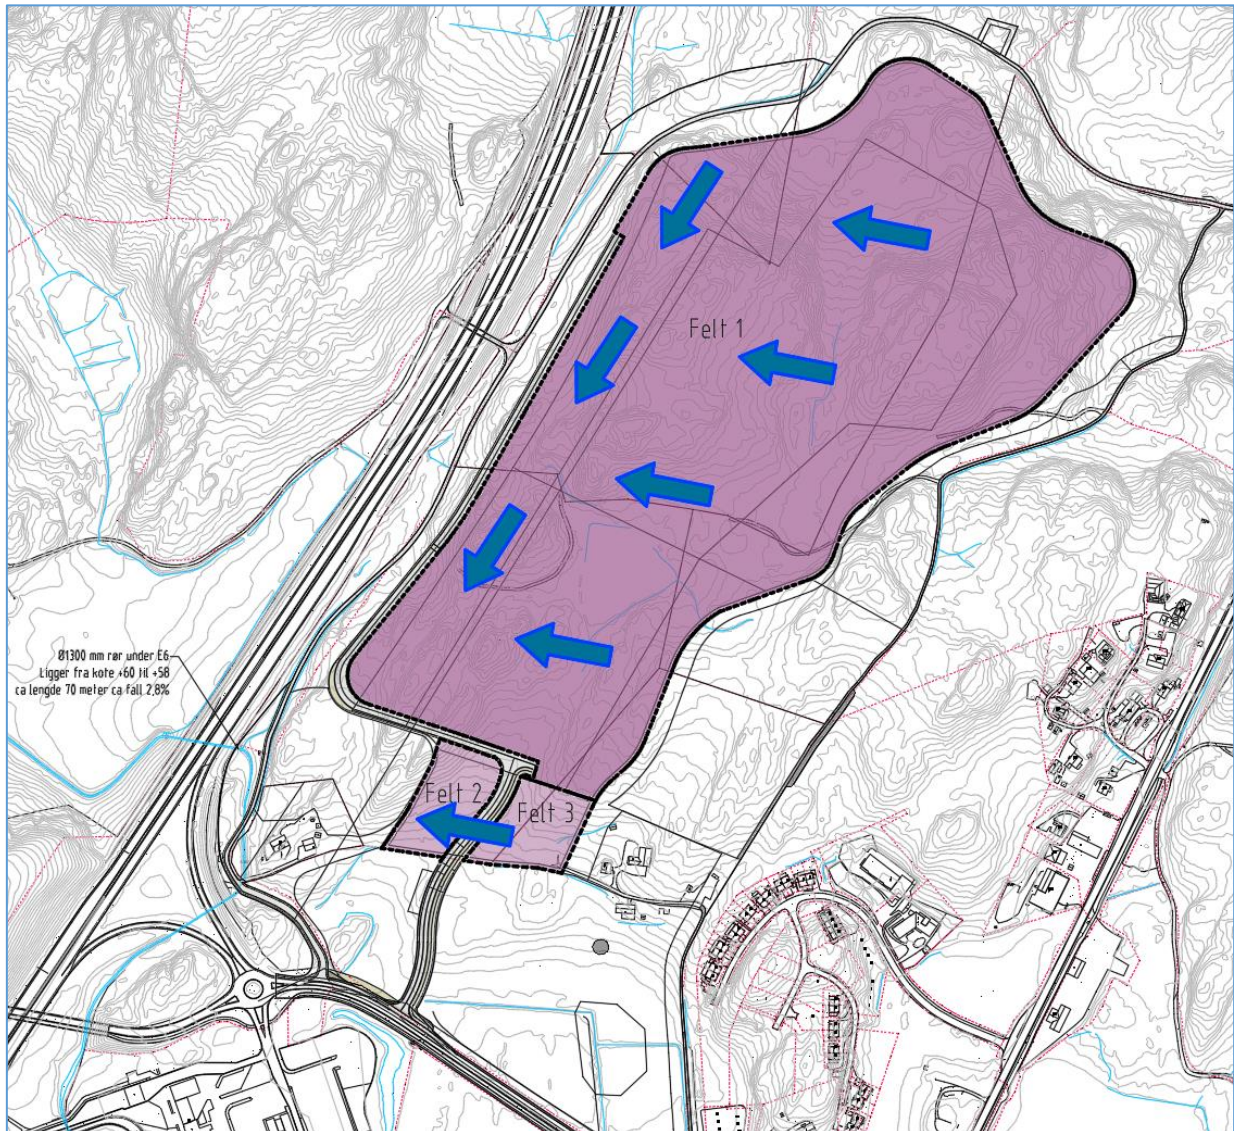 Felt 1
Ø1300 mm rør under E6
Ligger fra kote +60 til +58
ca lengde 70 meter ca fall 2,8%
Felt 2
Felt 3